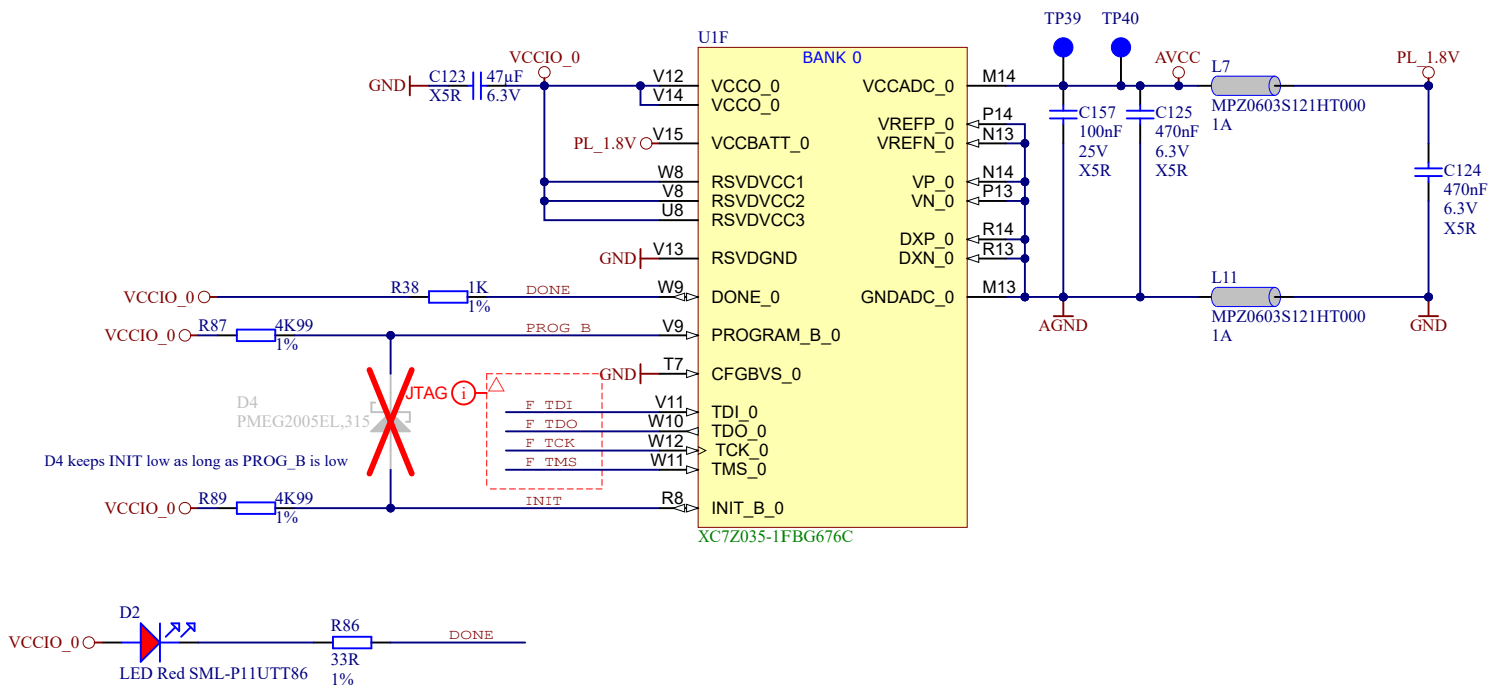 TP39 TP40
U1F
BANK 0
VCCIO_0
AVCC
L7
PL_1.8V
GND
C123
X5R
47µF
6.3V
V12 VCCO_0
V14 VCCO_0
VCCADC_0 M14
MPZ0603S121HT000
1A
PL_1.8V
V15 VCCBATT_0
VREFP_0 P14
VREFN_0 N13
C157
100nF
25V
X5R
C125
470nF
6.3V
X5R
C124
470nF
6.3V
X5R
W8 RSVDVCC1
V8 RSVDVCC2
U8 RSVDVCC3
VP_0 N14
VN_0 P13
DXP_0 R14
DXN_0 R13
GND
V13 RSVDGND
VCCIO_0
R38
1K
1%
DONE
W9 DONE_0
GNDADC_0 M13
L11
MPZ0603S121HT000
1A
AGND
GND
VCCIO_0
R87
4K99
1%
PROG_B
V9 PROGRAM_B_0
GND
T7 CFGBVS_0
JTAG i
D4
PMEG2005EL,315
F_TDI V11 TDI_0
F_TDO W10 TDO_0
F_TCK W12 TCK_0
F_TMS W11 TMS_0
D4 keeps INIT low as long as PROG_B is low
VCCIO_0
R89
4K99
1%
INIT
R8 INIT_B_0
XC7Z035-1FBG676C
D2
VCCIO_0
LED Red SML-P11UTT86
R86
33R
1%
DONE